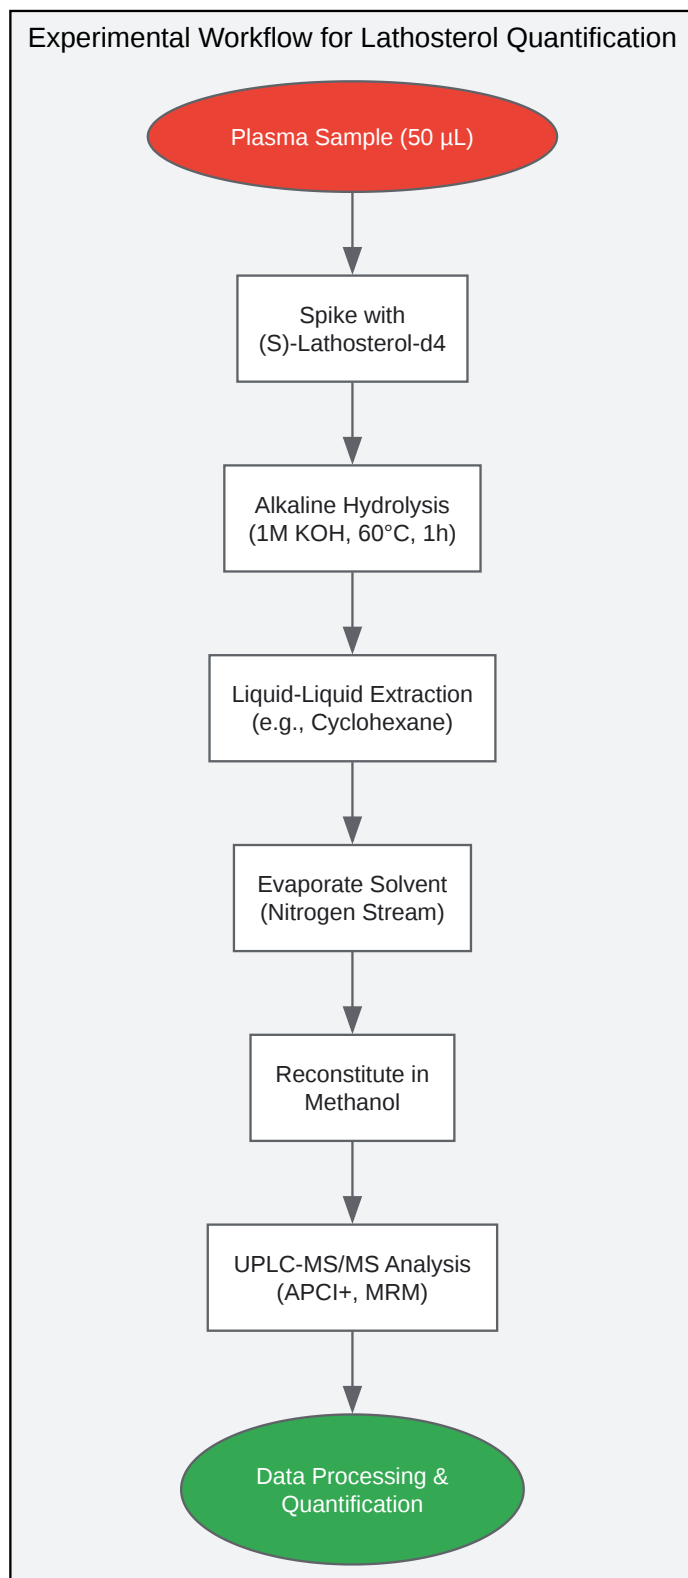 Experimental Workflow for Lathosterol Quantification
Plasma Sample (50 µL)
Spike with
(S)-Lathosterol-d4
Alkaline Hydrolysis
(1M KOH, 60°C, 1h)
Liquid-Liquid Extraction
(e.g., Cyclohexane)
Evaporate Solvent
(Nitrogen Stream)
Reconstitute in
Methanol
UPLC-MS/MS Analysis
(APCI+, MRM)
Data Processing &
Quantification